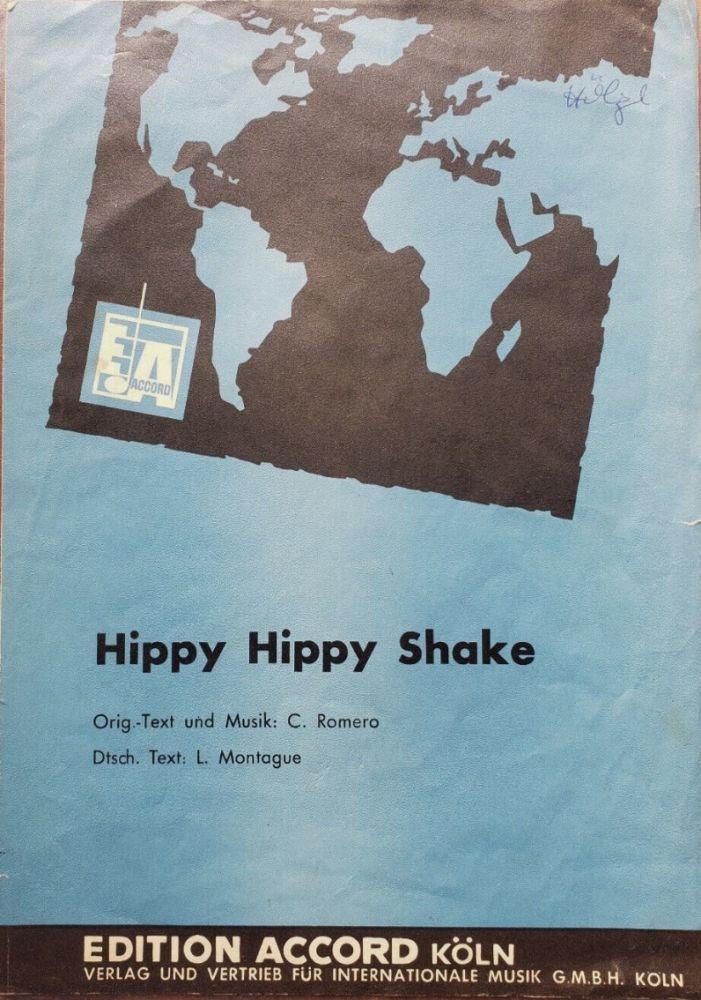 EA
ACCORD
Hippy Hippy Shake
Orig.-Text und Musik: C. Romero
Dtsch. Text: L. Montague
EDITION ACCORD KÖLN
VERLAG UND VERTRIEB FÜR INTERNATIONALE MUSIK G.M.B.H. KÖLN